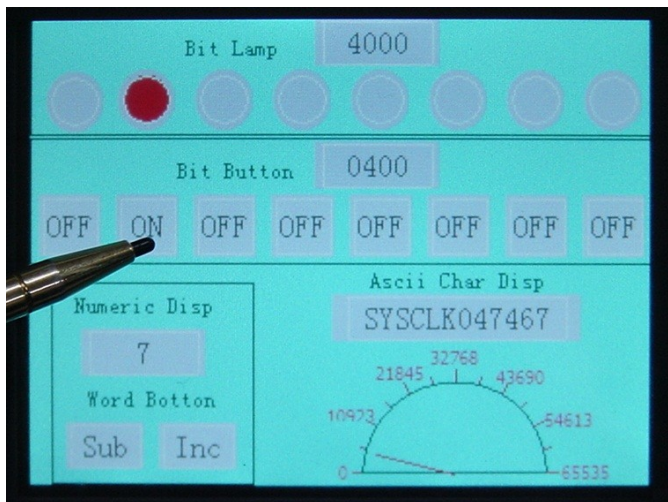 Bit Lamp 4000
Bit Button 0400
OFF ON OFF OFF OFF OFF OFF OFF
Numeric Disp
7
Word Botton
Sub Inc
Ascii Char Disp
SYSCLK047467
32768
21845 43690
10923 54613
0 65535